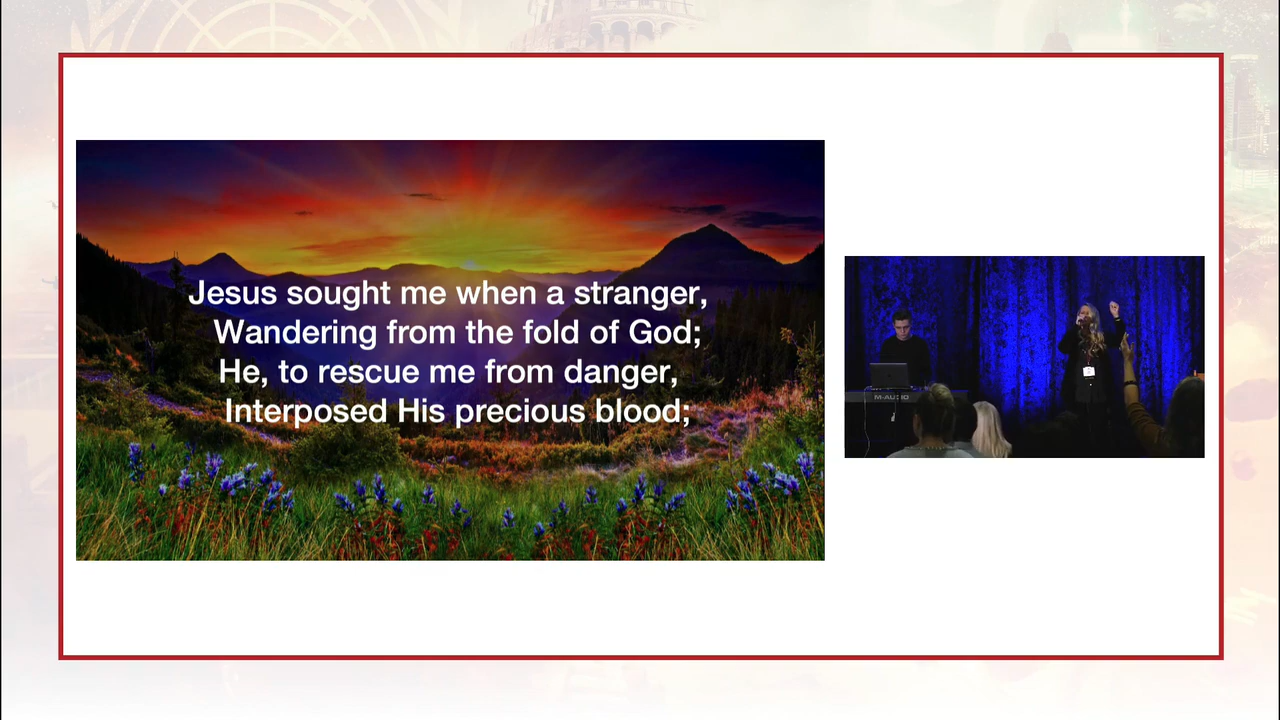 Jesus sought me when a stranger,
Wandering from the fold of God;
He, to rescue me from danger,
Interposed His precious blood;
M-AUDIO